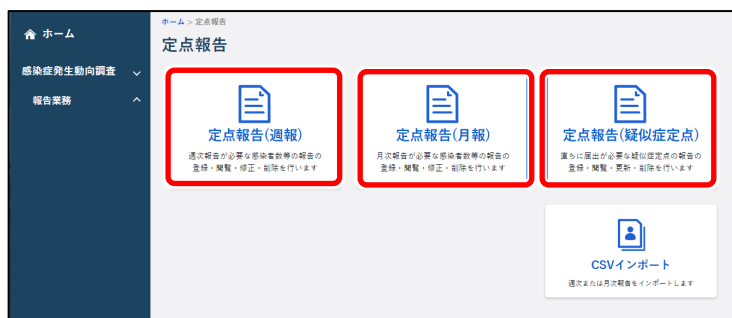 ホーム
感染症発生動向調査
報告業務
ホーム > 定点報告
定点報告
定点報告(週報)
週次報告が必要な感染者数等の報告の
登録・閲覧・修正・削除を行います
定点報告(月報)
月次報告が必要な感染者数等の報告の
登録・閲覧・修正・削除を行います
定点報告(疑似症定点)
直ちに届出が必要な疑似症定点の報告の
登録・閲覧・更新・削除を行います
CSVインポート
週次または月次報告をインポートします